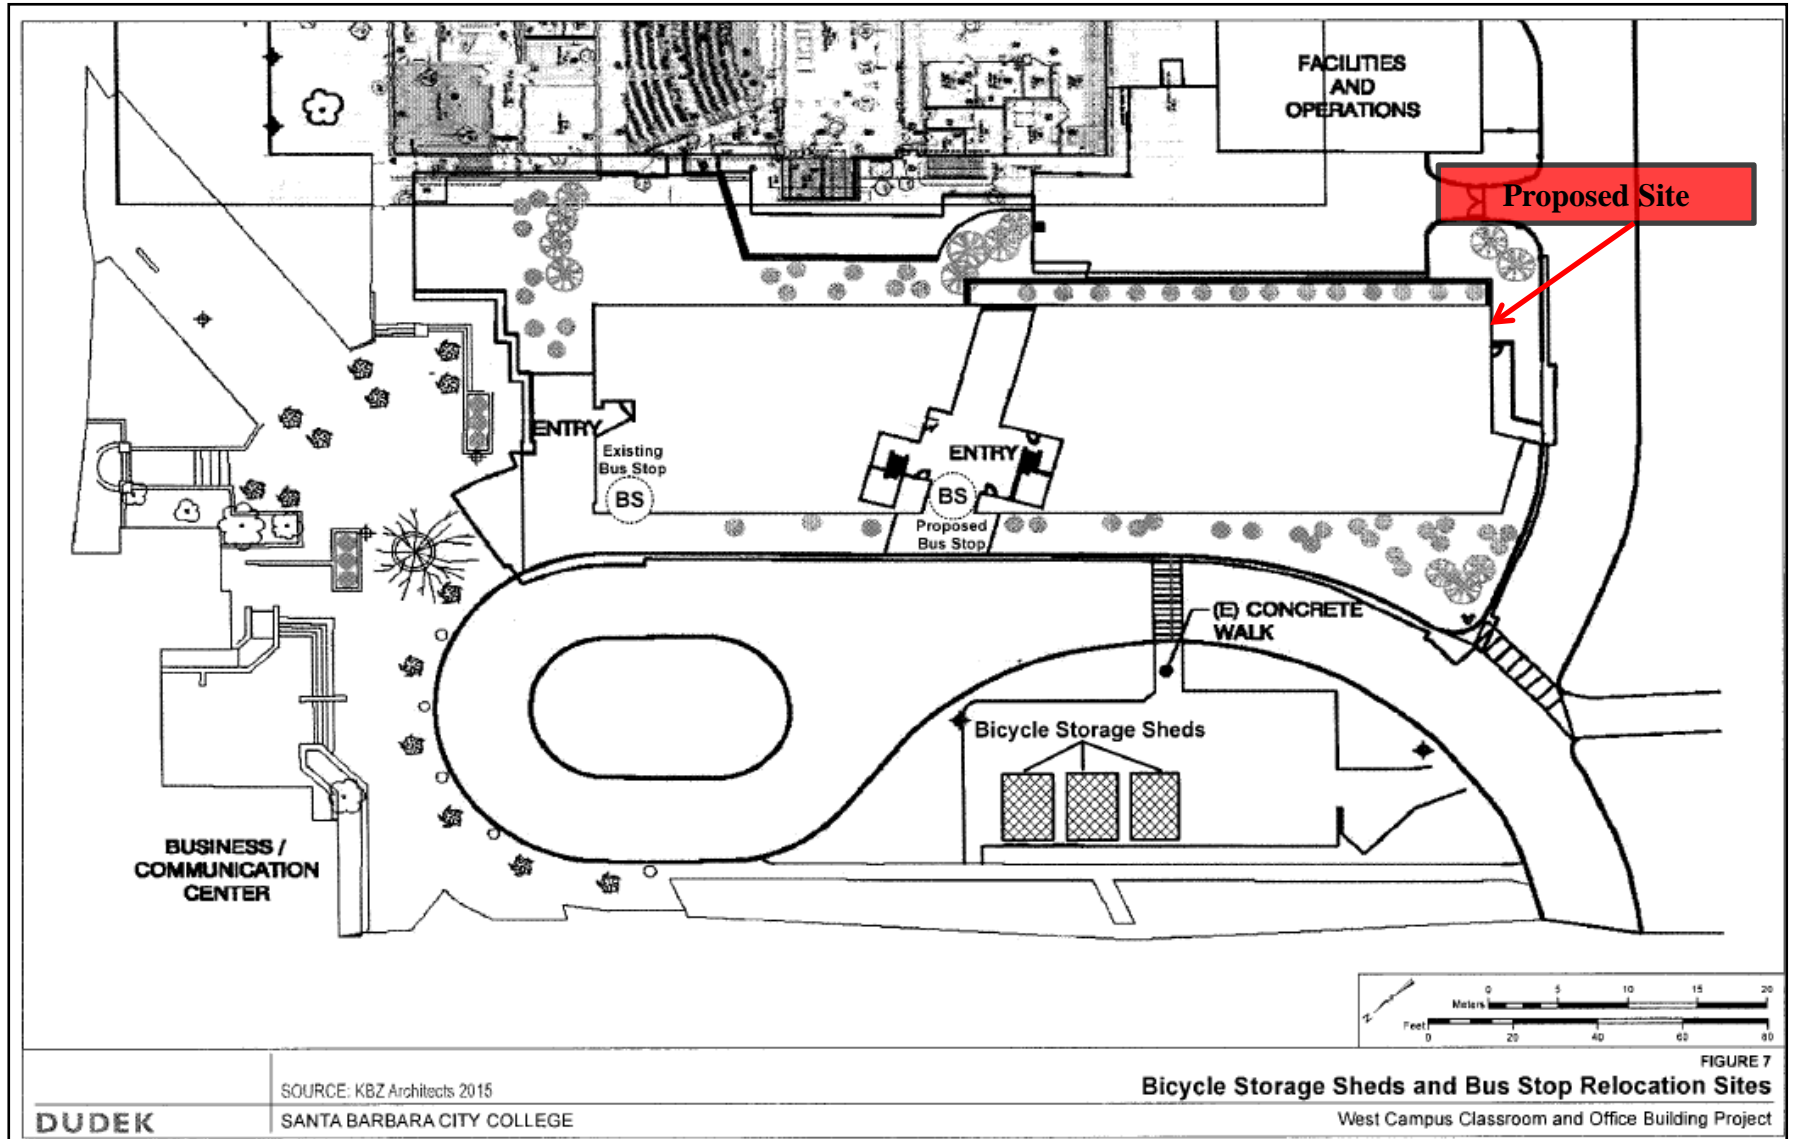 FACILITIES
AND
OPERATIONS
Proposed Site
ENTRY
Existing
Bus Stop
BS
ENTRY
BS
Proposed
Bus Stop
(E) CONCRETE
WALK
Bicycle Storage Sheds
BUSINESS /
COMMUNICATION
CENTER
N
0 5 10 15 20
Meters
Feet
0 20 40 60 80
FIGURE 7
Bicycle Storage Sheds and Bus Stop Relocation Sites
SOURCE: KBZ Architects 2015
DUDEK
SANTA BARBARA CITY COLLEGE
West Campus Classroom and Office Building Project